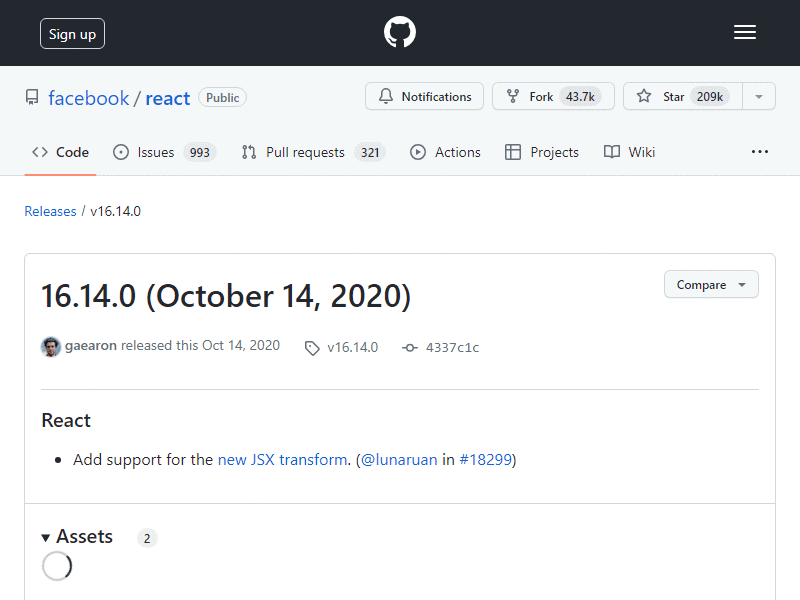 Sign up
facebook / react Public
Notifications Fork 43.7k Star 209k
Code Issues 993 Pull requests 321 Actions Projects Wiki
Releases / v16.14.0
16.14.0 (October 14, 2020)
Compare
gaearon released this Oct 14, 2020 v16.14.0 4337c1c
React
Add support for the new JSX transform. (@lunaruan in #18299)
Assets 2